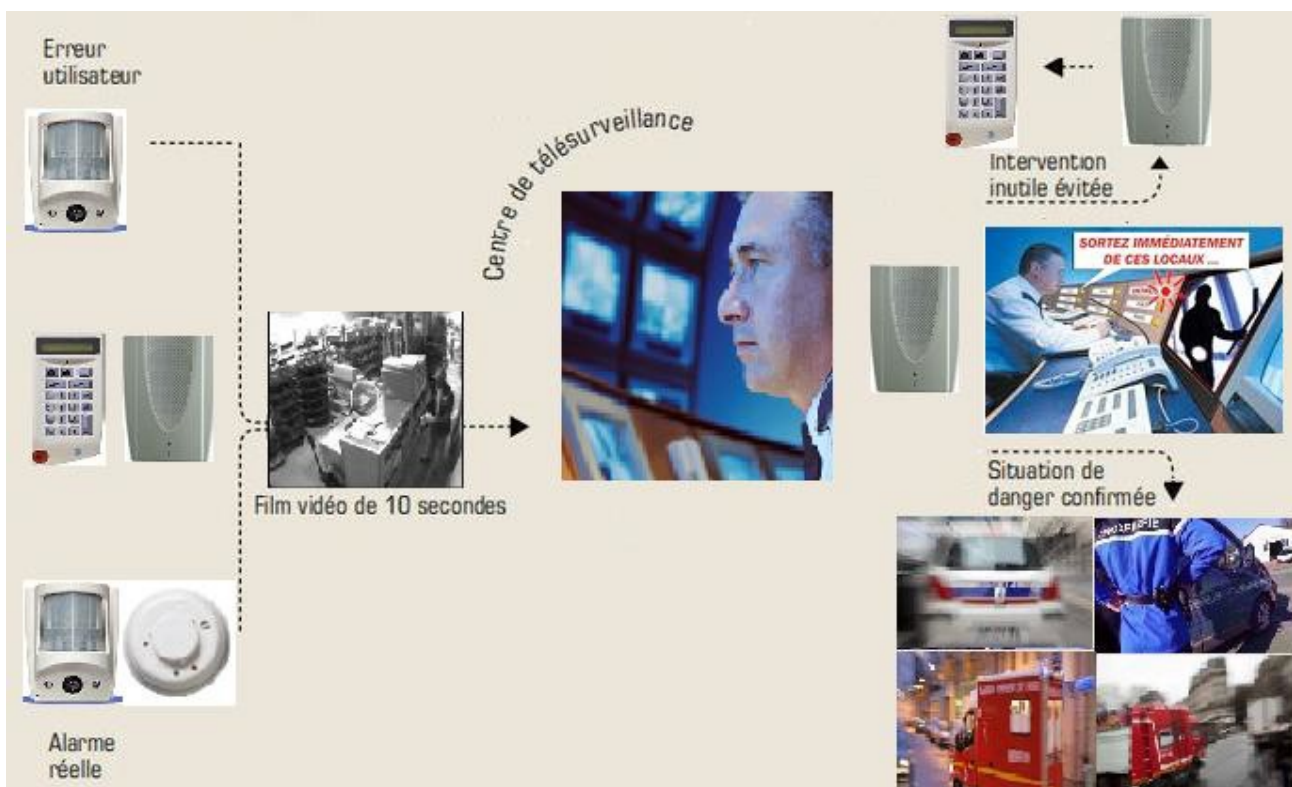 Erreur
utilisateur
Centre de télésurveillance
Intervention
inutile évitée
SORTEZ IMMÉDIATEMENT
DE CES LOCAUX ...
Film vidéo de 10 secondes
Situation de
danger confirmée
Alarme
réelle